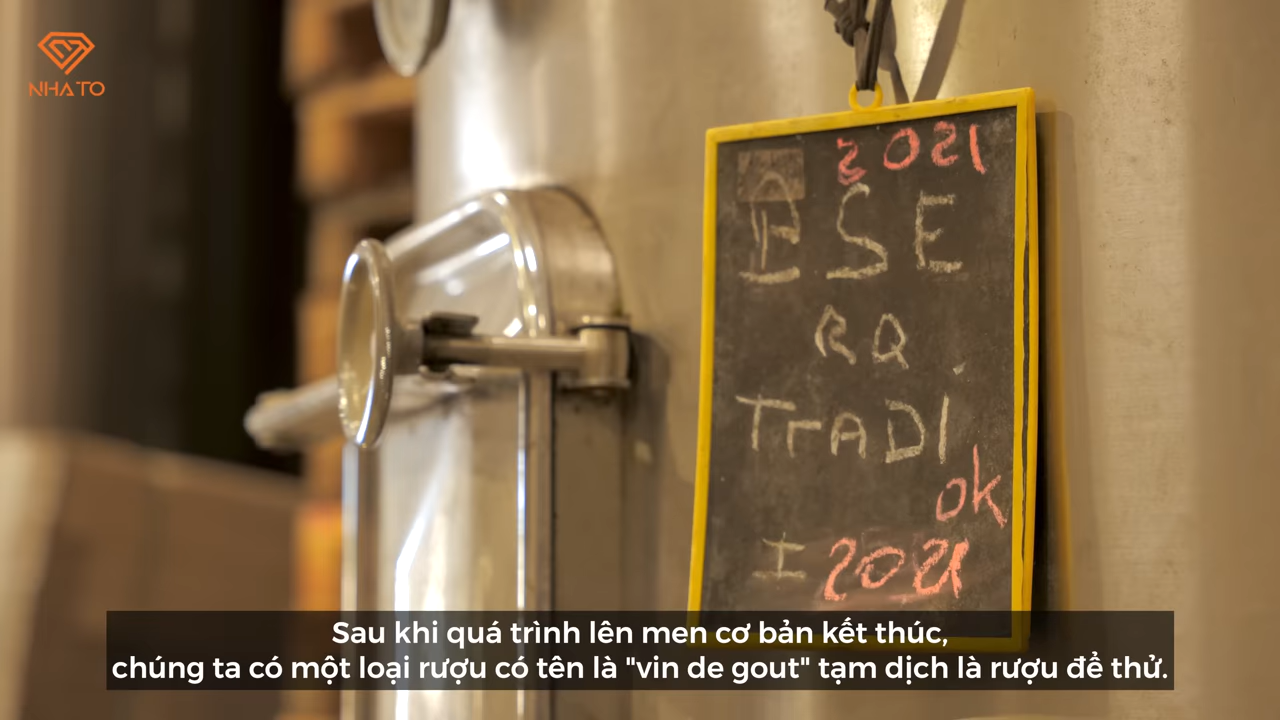 NHATO
2021
BSE
RQ
TrADI
ok
I 2021
Sau khi quá trình lên men cơ bản kết thúc,
chúng ta có một loại rượu có tên là "vin de gout" tạm dịch là rượu để thử.